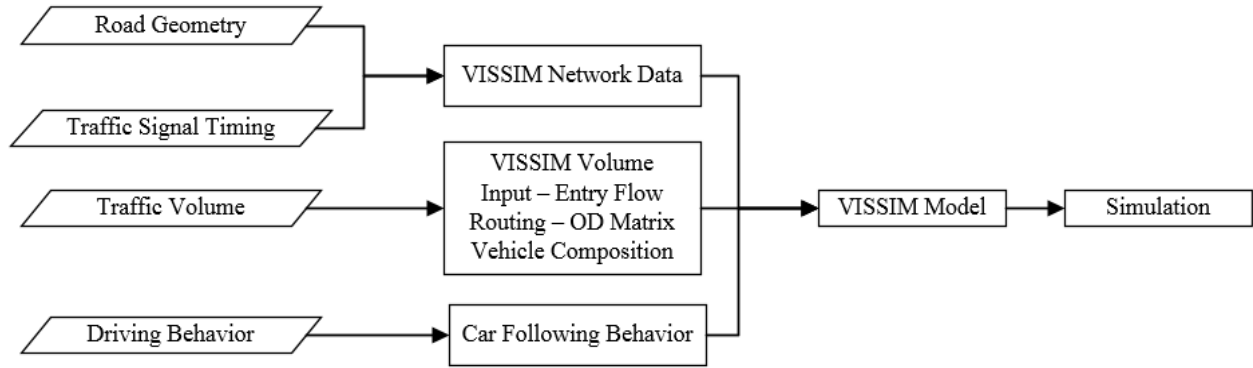 Road Geometry
Traffic Signal Timing
VISSIM Network Data
Traffic Volume
VISSIM Volume
Input – Entry Flow
Routing – OD Matrix
Vehicle Composition
Driving Behavior
Car Following Behavior
VISSIM Model
Simulation